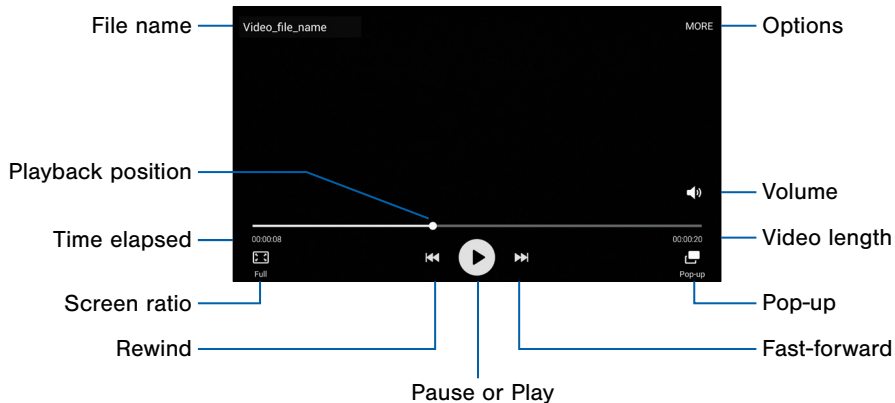 File name
Video_file_name
MORE
Options
Playback position
Volume
Time elapsed
00:00:08
00:00:20
Video length
Full
Pop-up
Screen ratio
Pop-up
Rewind
Fast-forward
Pause or Play